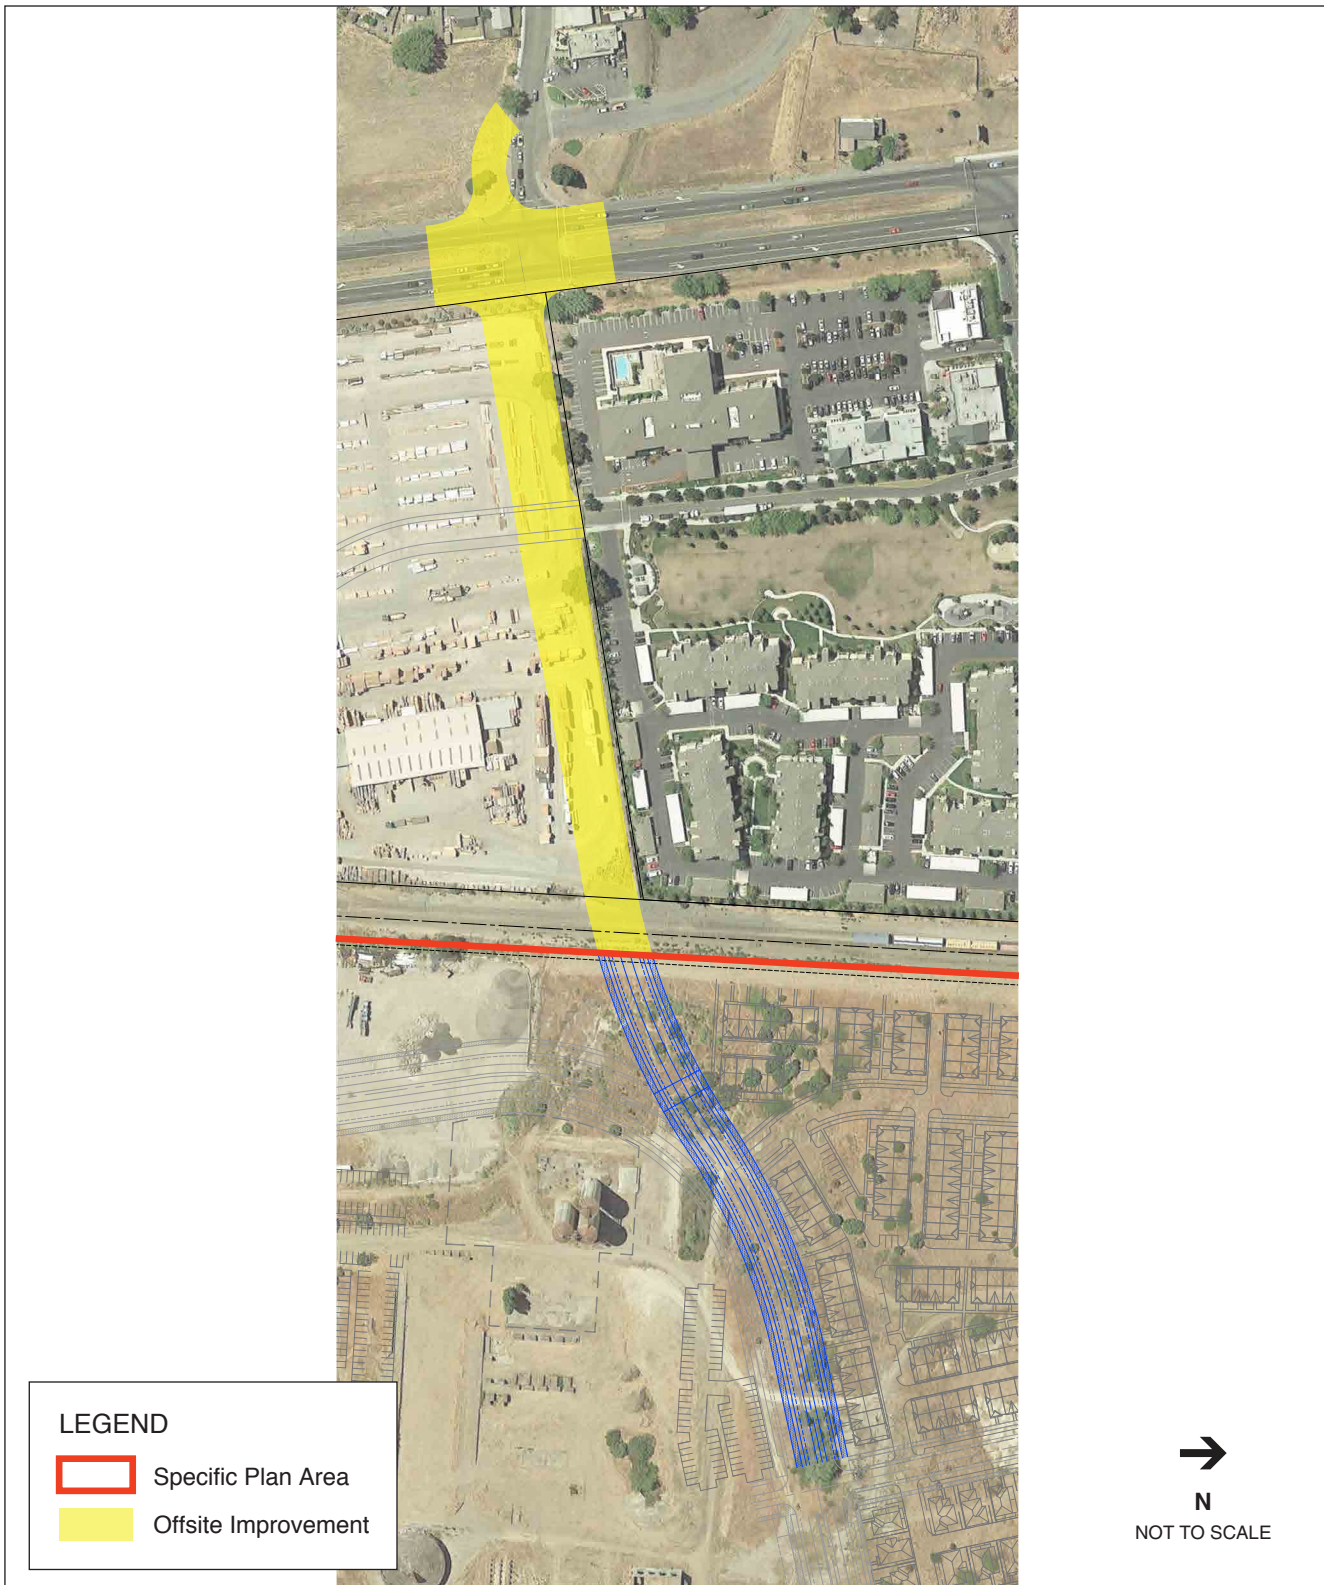 LEGEND
Specific Plan Area
Offsite Improvement
N
NOT TO SCALE